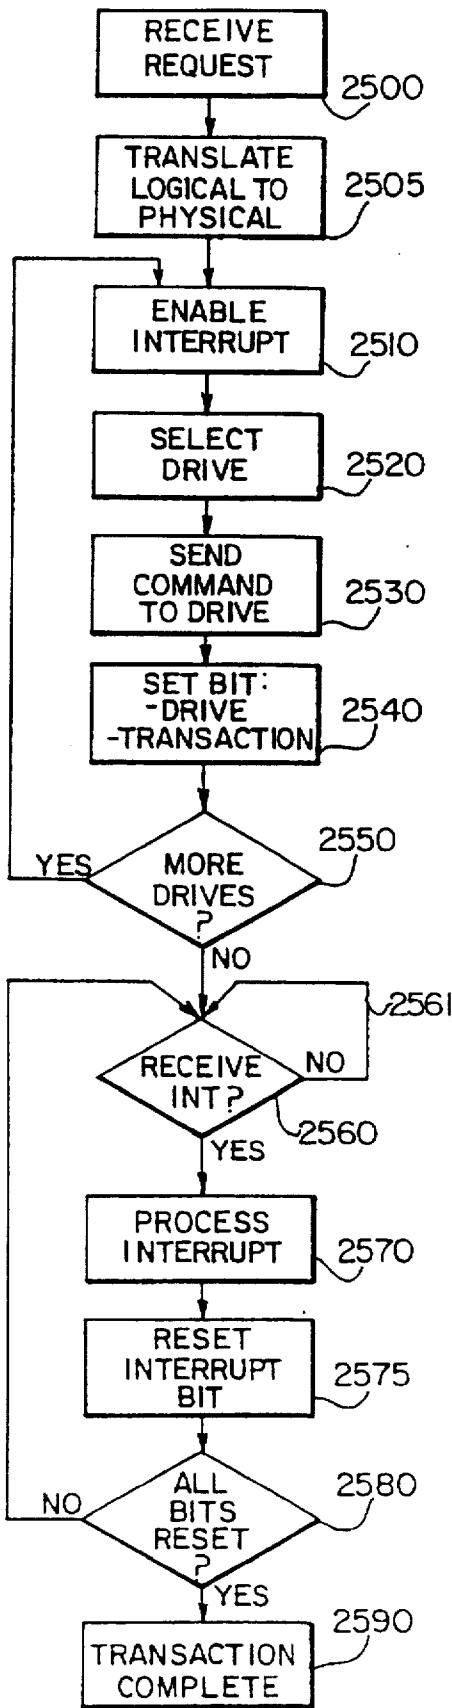 RECEIVE
REQUEST
2500
TRANSLATE
LOGICAL TO
PHYSICAL
2505
ENABLE
INTERRUPT
2510
SELECT
DRIVE
2520
SEND
COMMAND
TO DRIVE
2530
SET BIT:
-DRIVE
-TRANSACTION
2540
2550
YES
MORE
DRIVES
?
NO
2561
RECEIVE
INT?
NO
2560
YES
PROCESS
INTERRUPT
2570
RESET
INTERRUPT
BIT
2575
2580
NO
ALL
BITS
RESET
?
YES
2590
TRANSACTION
COMPLETE